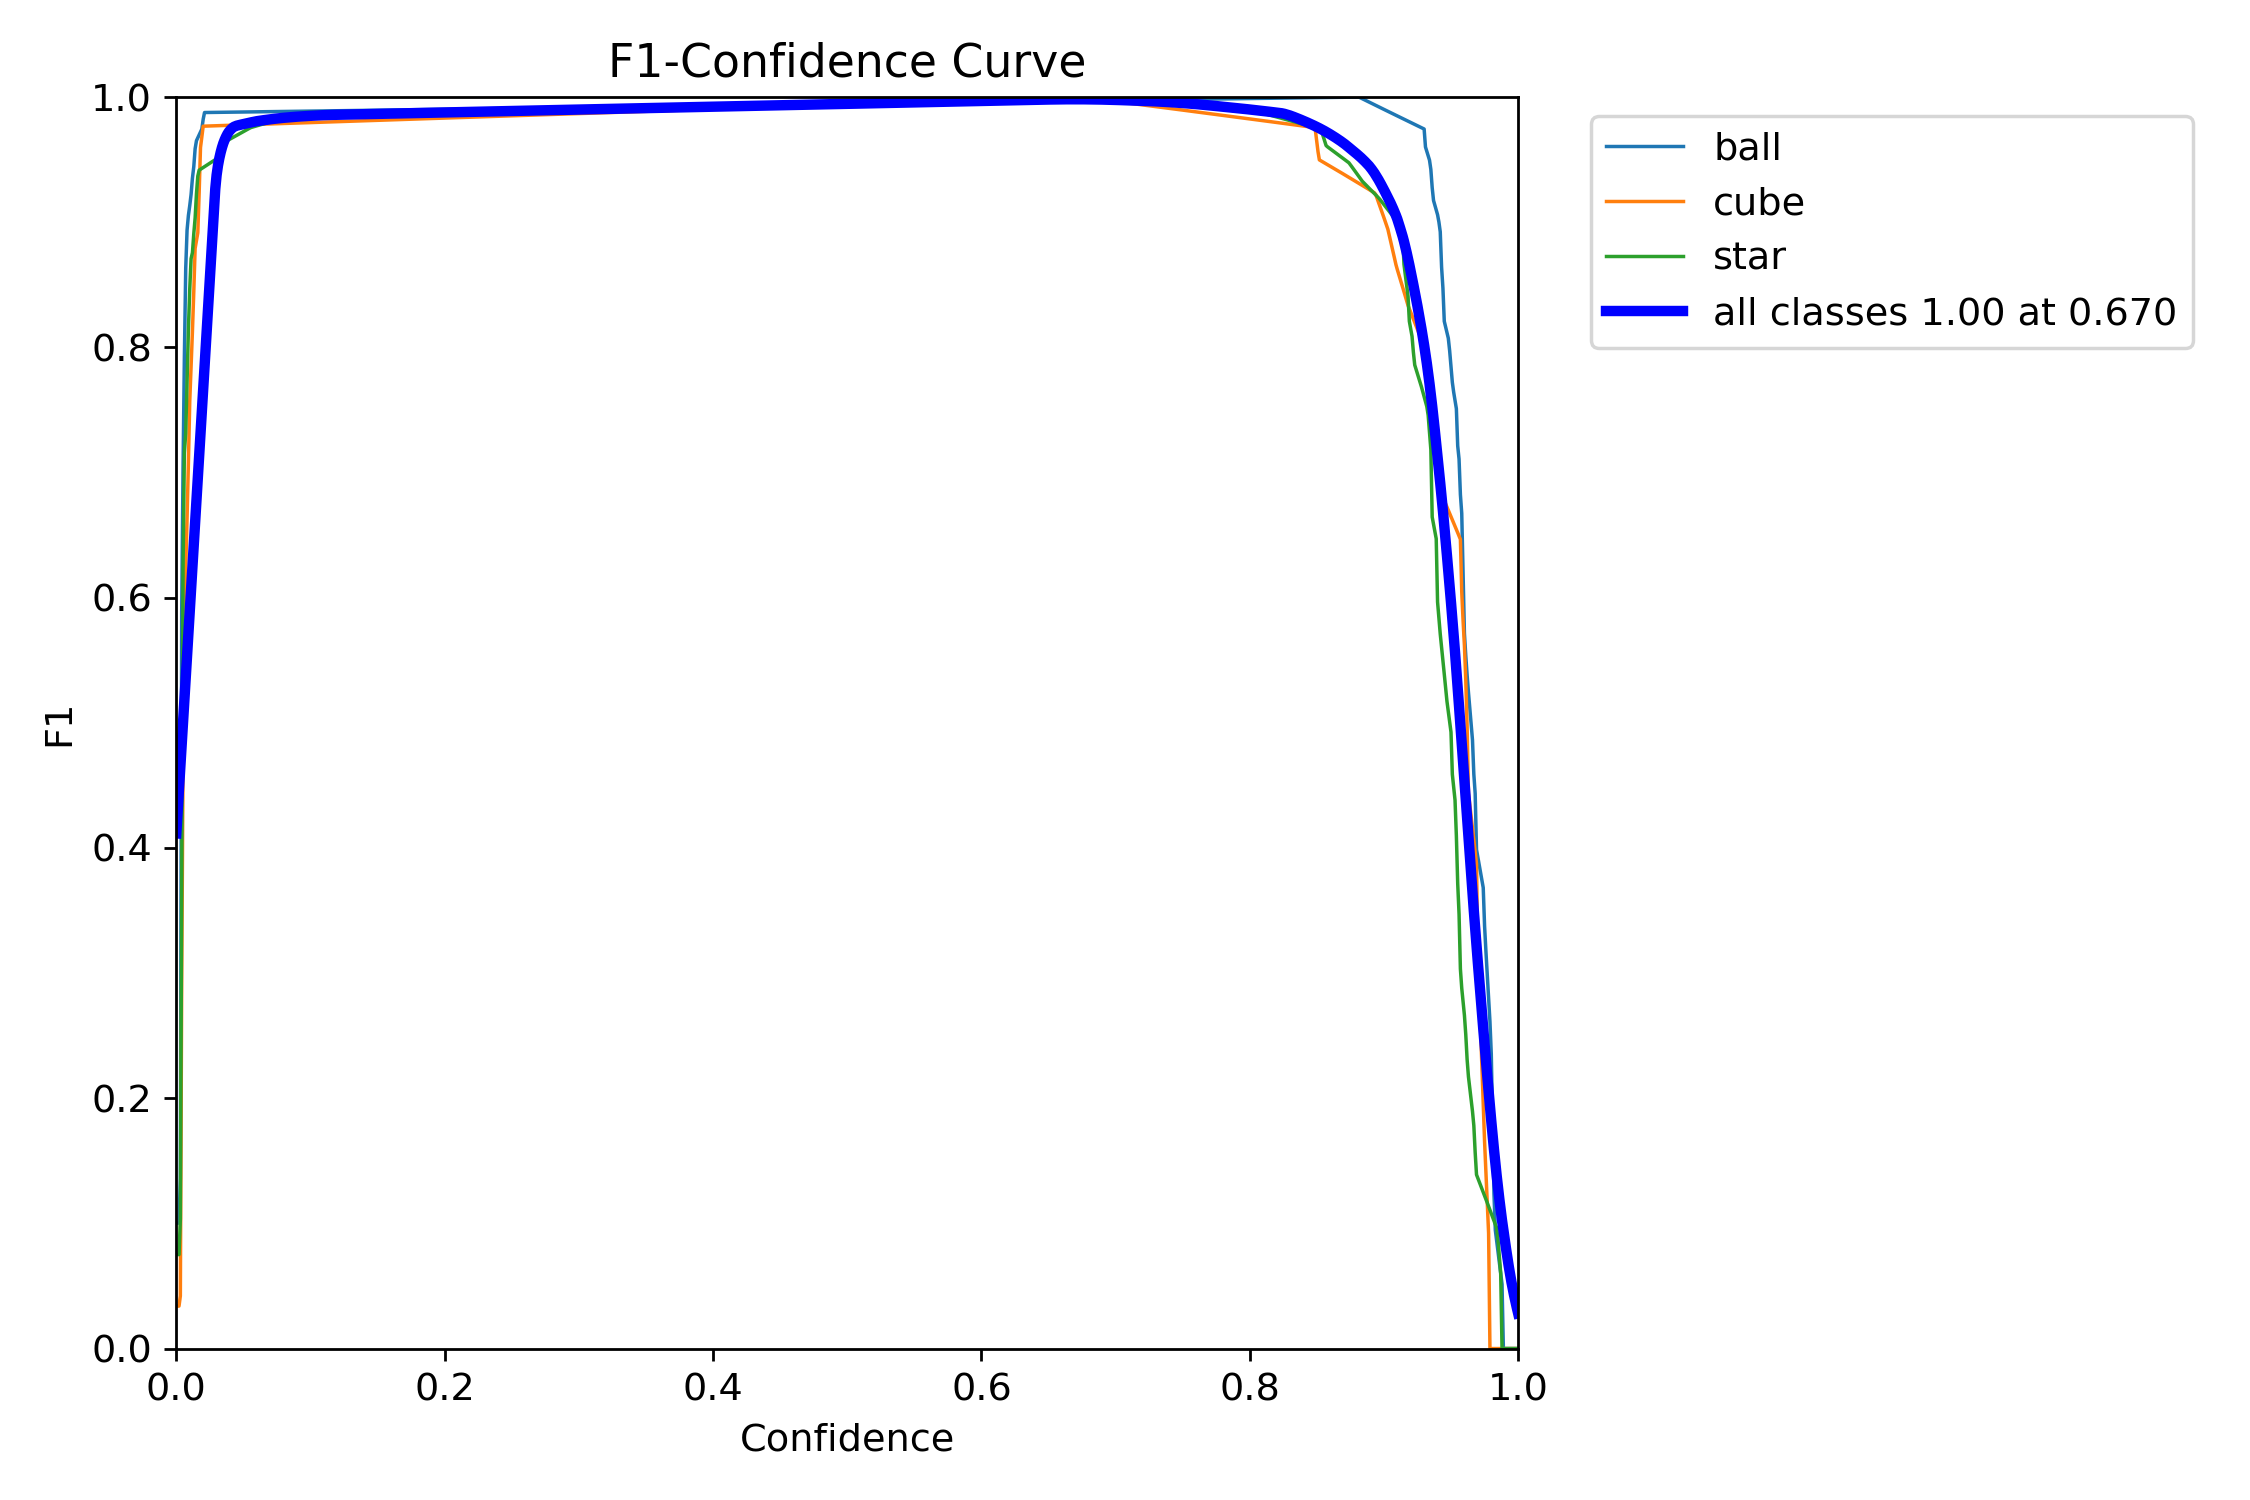 F1-Confidence Curve
1.0
0.8
0.6
0.4
0.2
0.0
F1
0.0 0.2 0.4 0.6 0.8 1.0
Confidence
ball
cube
star
all classes 1.00 at 0.670